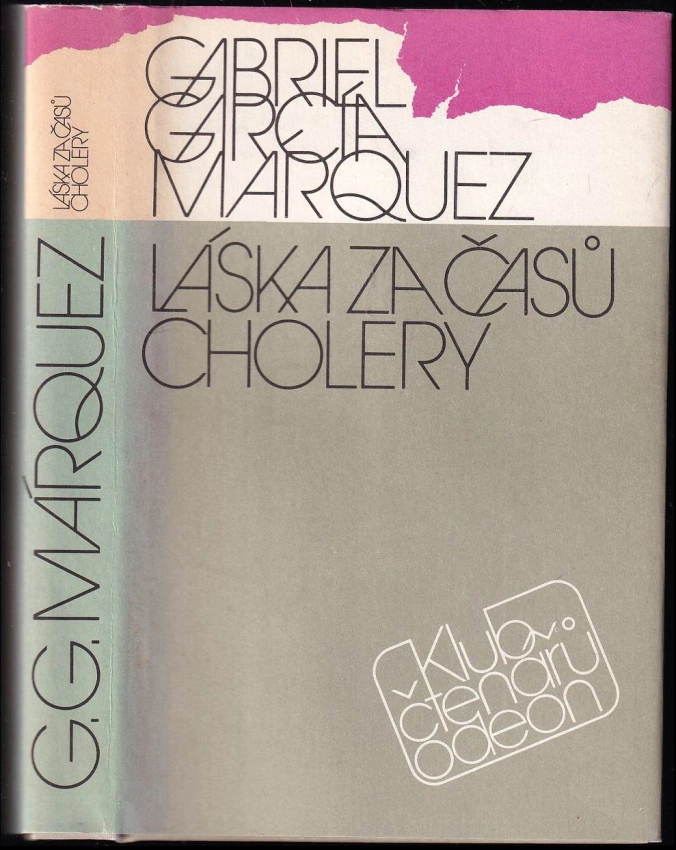 GABRIEL
GARCÍA
MÁRQUEZ
LÁSKA ZA ČASŮ
CHOLERY
Klub
čtenářů
odeon
LÁSKA ZA ČASŮ
CHOLERY
G.G. MÁRQUEZ